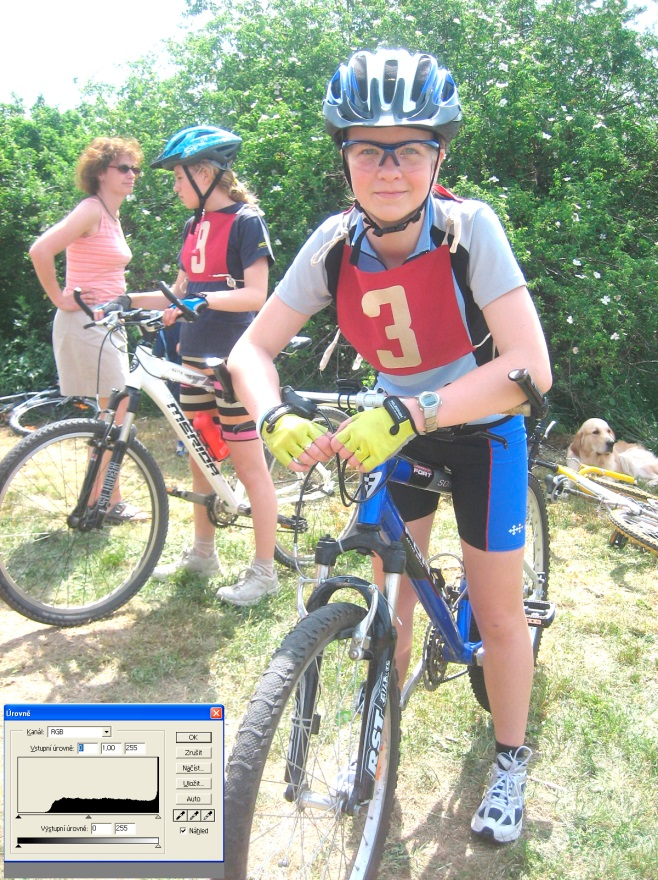 3
3
MERIDA
RST
Úrovně
Kanál: RGB
Vstupní úrovně: 0 1,00 255
OK
Zrušit
Načíst...
Uložit...
Auto
Náhled
Výstupní úrovně: 0 255